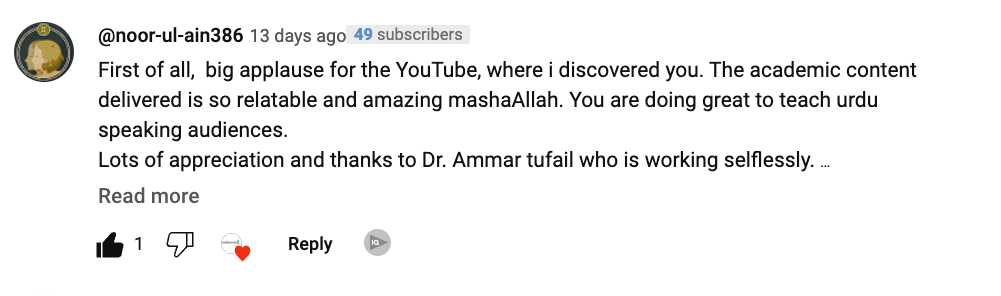 @noor-ul-ain386 13 days ago 49 subscribers
First of all,  big applause for the YouTube, where i discovered you. The academic content
delivered is so relatable and amazing mashaAllah. You are doing great to teach urdu
speaking audiences.
Lots of appreciation and thanks to Dr. Ammar tufail who is working selflessly. ...
Read more
1 Reply IQ